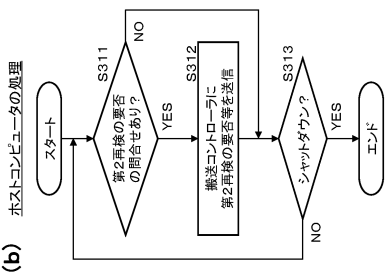 (b)
ホストコンピュータの処理
スタート
S311
第2再検の要否
の問合せあり？
NO
YES
S312
搬送コントローラに
第2再検の要否等を送信
S313
シャットダウン？
NO
YES
エンド